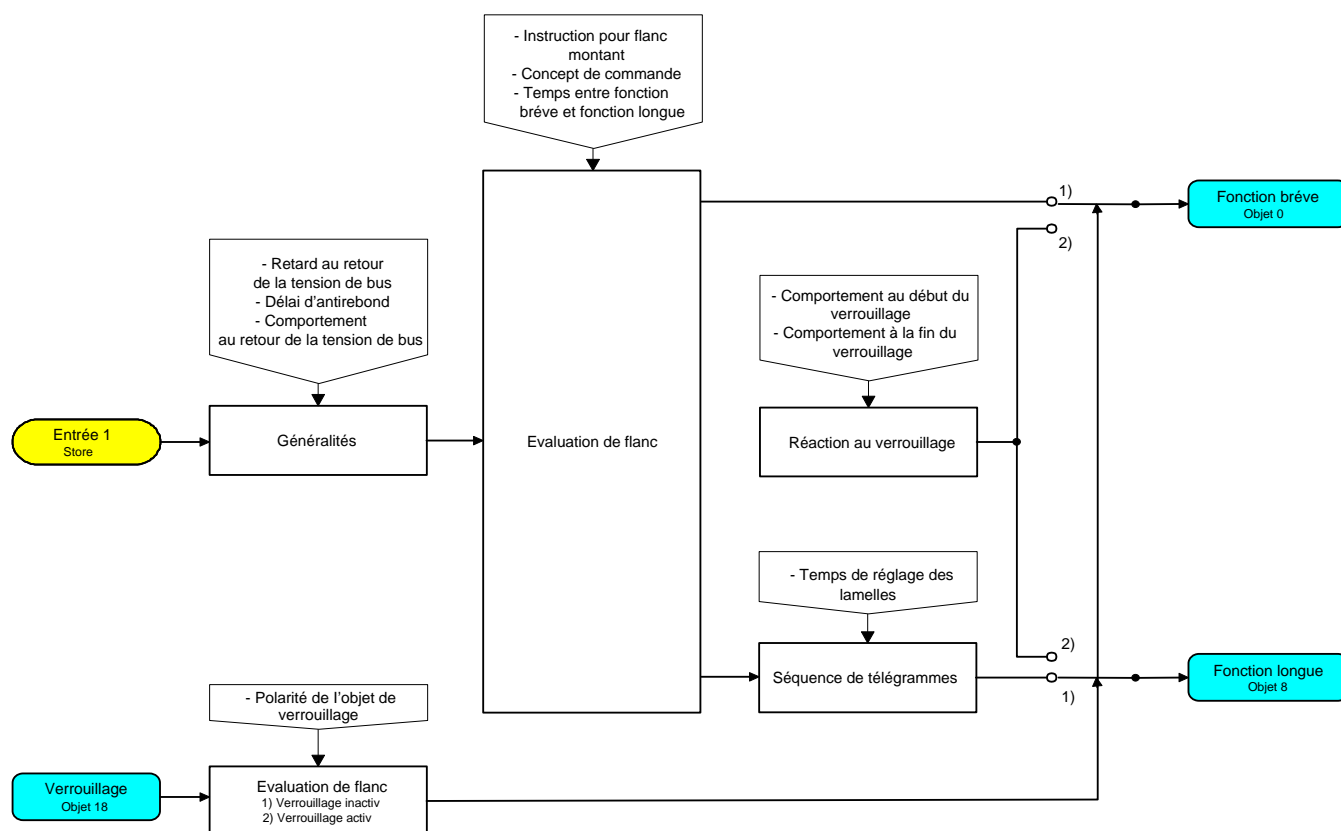 - Instruction pour flanc
montant
- Concept de commande
- Temps entre fonction
bréve et fonction longue
1)
Fonction bréve
Objet 0
2)
- Retard au retour
de la tension de bus
- Délai d'antirebond
- Comportement
au retour de la tension de bus
- Comportement au début du
verrouillage
- Comportement à la fin du
verrouillage
Entrée 1
Store
Généralités
Evaluation de flanc
Réaction au verrouillage
- Temps de réglage des
lamelles
2)
Séquence de télégrammes
Fonction longue
Objet 8
1)
- Polarité de l'objet de
verrouillage
Verrouillage
Objet 18
Evaluation de flanc
1) Verrouillage inactiv
2) Verrouillage activ